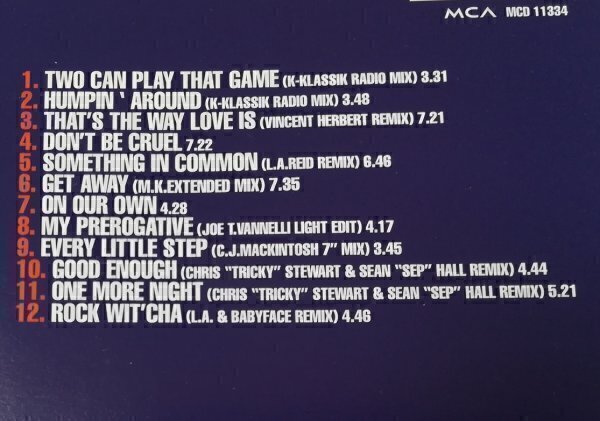 MCA MCD 11334
1. TWO CAN PLAY THAT GAME (K-KLASSIK RADIO MIX) 3.31
2. HUMPIN ' AROUND (K-KLASSIK RADIO MIX) 3.48
3. THAT'S THE WAY LOVE IS (VINCENT HERBERT REMIX) 7.21
4. DON'T BE CRUEL 7.22
5. SOMETHING IN COMMON (L.A.REID REMIX) 6.46
6. GET AWAY (M.K.EXTENDED MIX) 7.35
7. ON OUR OWN 4.28
8. MY PREROGATIVE (JOE T.VANNELLI LIGHT EDIT) 4.17
9. EVERY LITTLE STEP (C.J.MACKINTOSH 7" MIX) 3.45
10. GOOD ENOUGH (CHRIS "TRICKY" STEWART & SEAN "SEP" HALL REMIX) 4.44
11. ONE MORE NIGHT (CHRIS "TRICKY" STEWART & SEAN "SEP" HALL REMIX) 5.21
12. ROCK WIT'CHA (L.A. & BABYFACE REMIX) 4.46